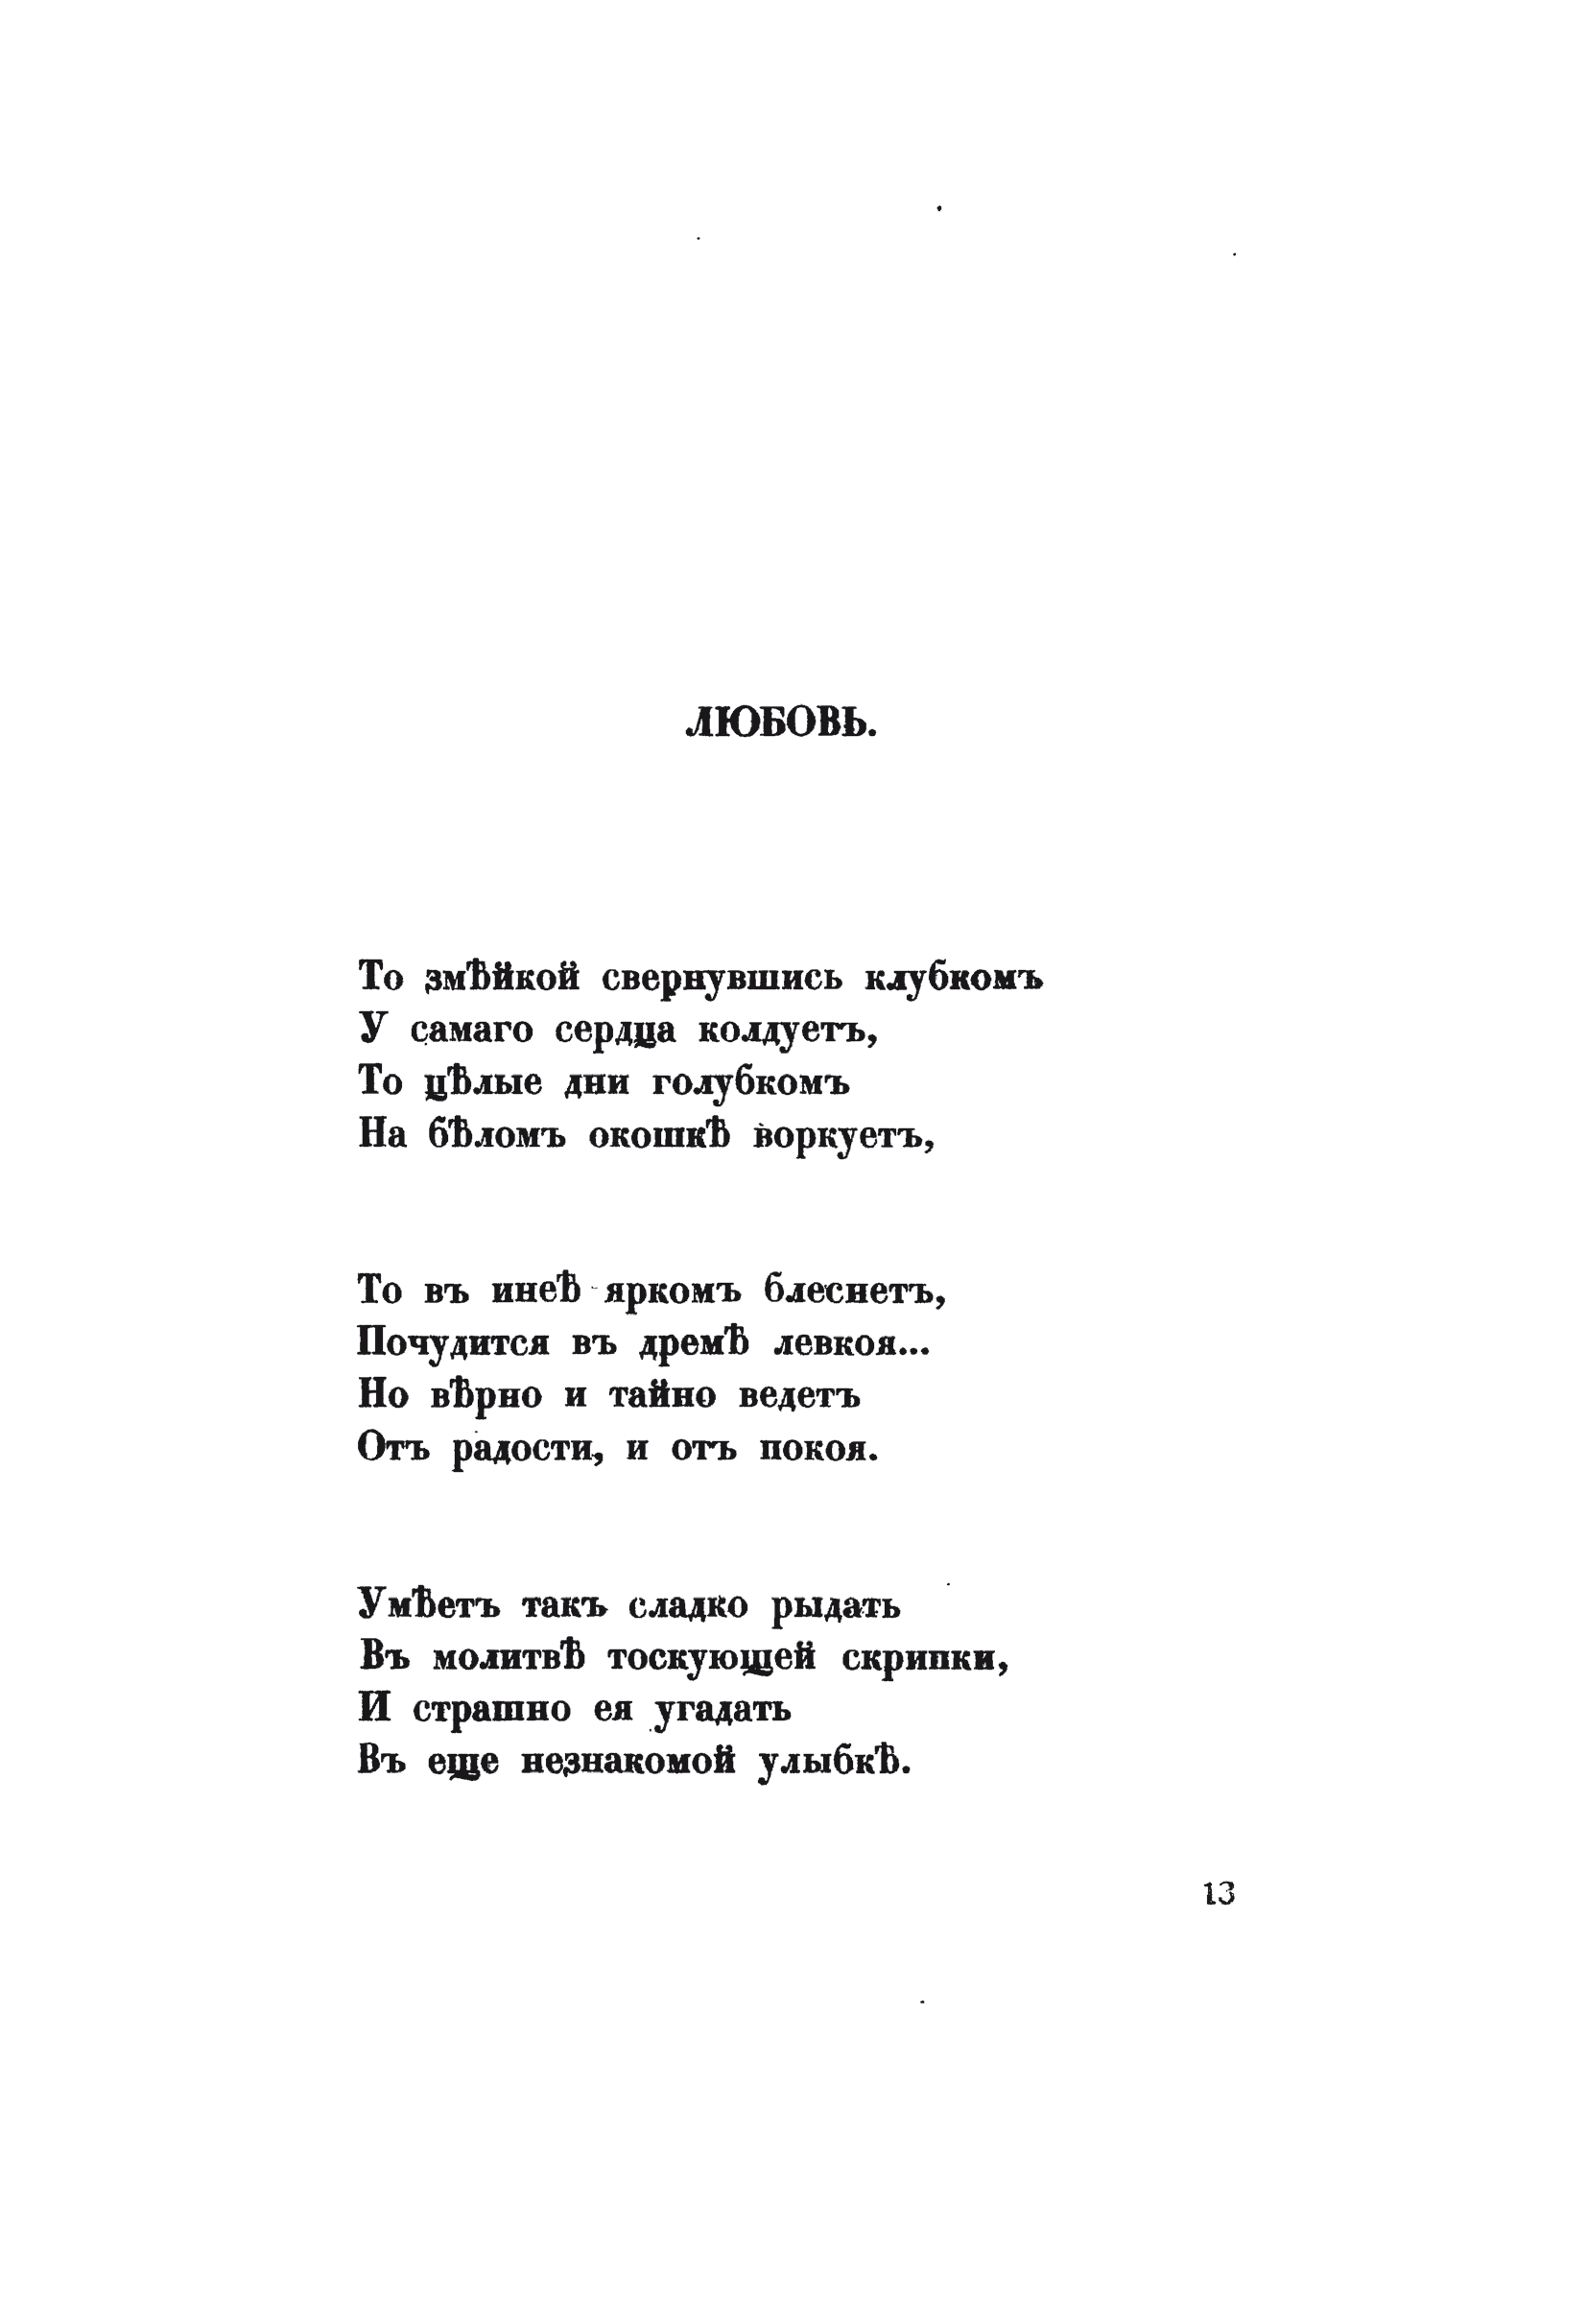 ЛЮБОВЬ.
То змѣйкой свернувшись клубкомъ
У самаго сердца колдуетъ,
То цѣлые дни голубкомъ
На бѣломъ окошкѣ воркуетъ,
То въ инеѣ яркомъ блеснетъ,
Почудится въ дремѣ левкоя...
Но вѣрно и тайно ведетъ
Отъ радости, и отъ покоя.
Умѣетъ такъ сладко рыдать
Въ молитвѣ тоскующей скрипки,
И страшно ея угадать
Въ еще незнакомой улыбкѣ.
13